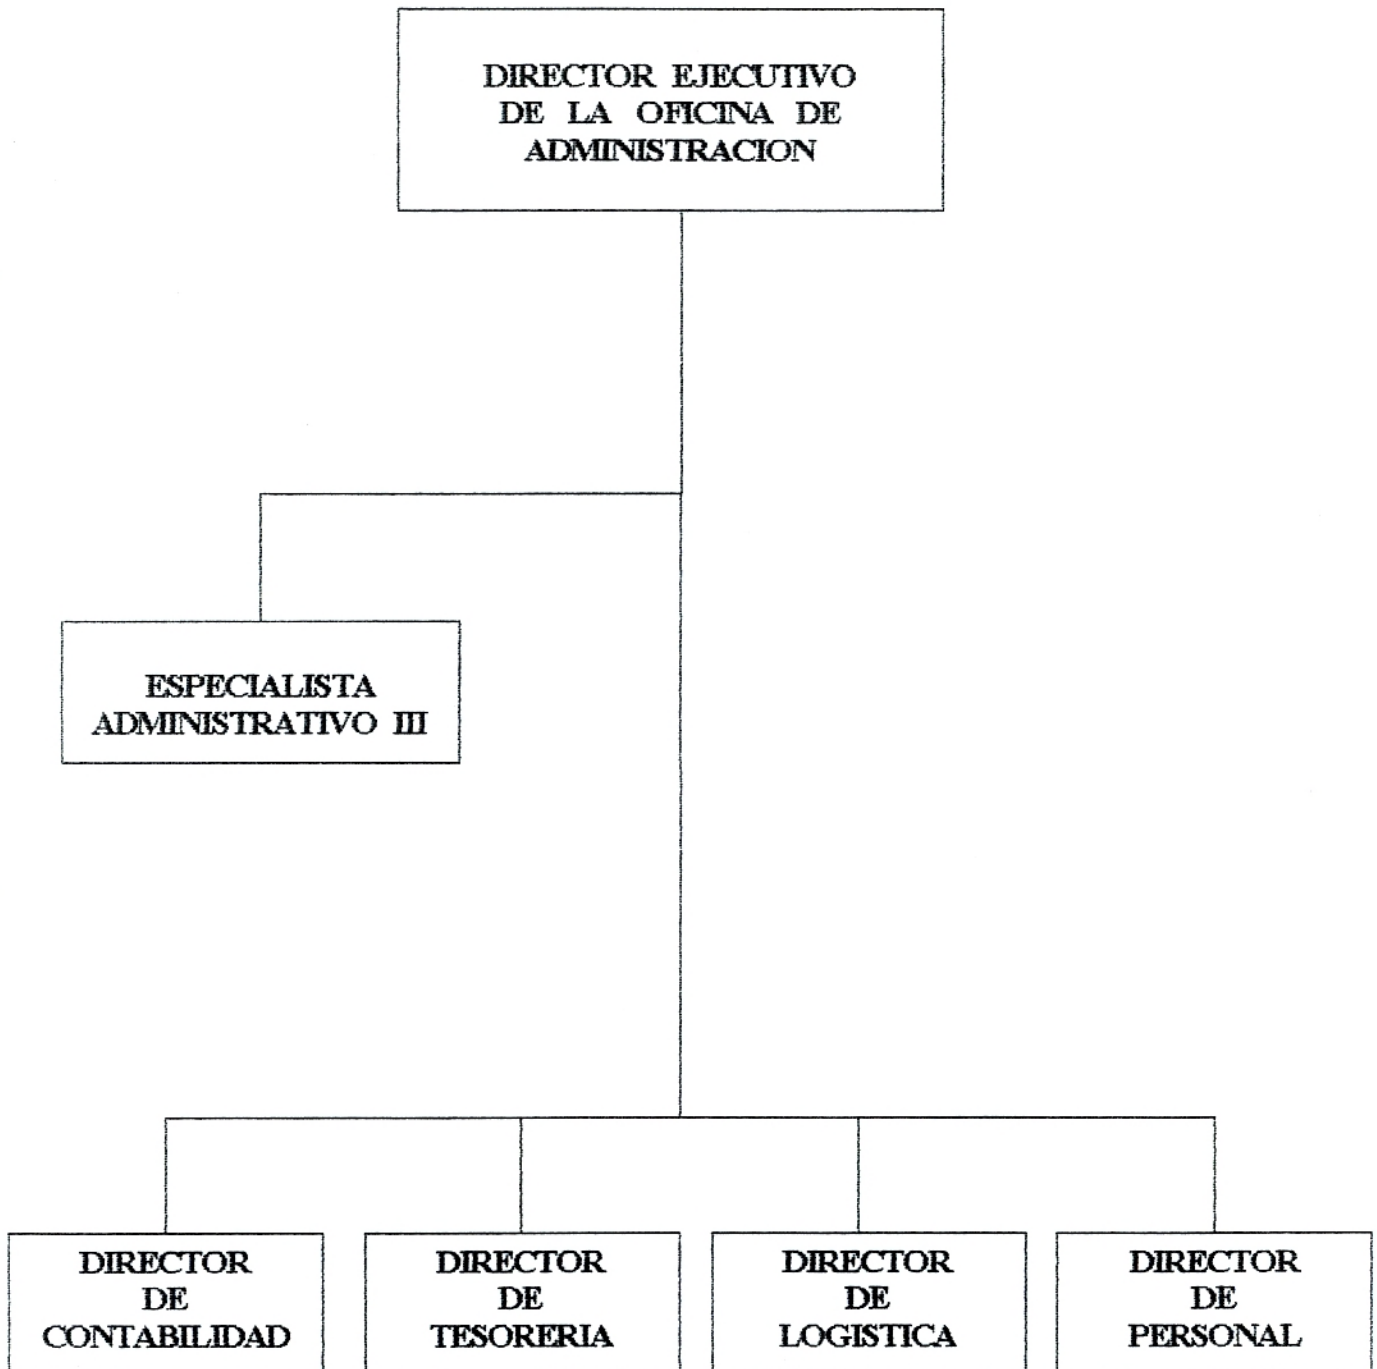 DIRECTOR EJECUTIVO
DE LA OFICINA DE
ADMINISTRACION
ESPECIALISTA
ADMINISTRATIVO III
DIRECTOR
DE
CONTABILIDAD
DIRECTOR
DE
TESORERIA
DIRECTOR
DE
LOGISTICA
DIRECTOR
DE
PERSONAL